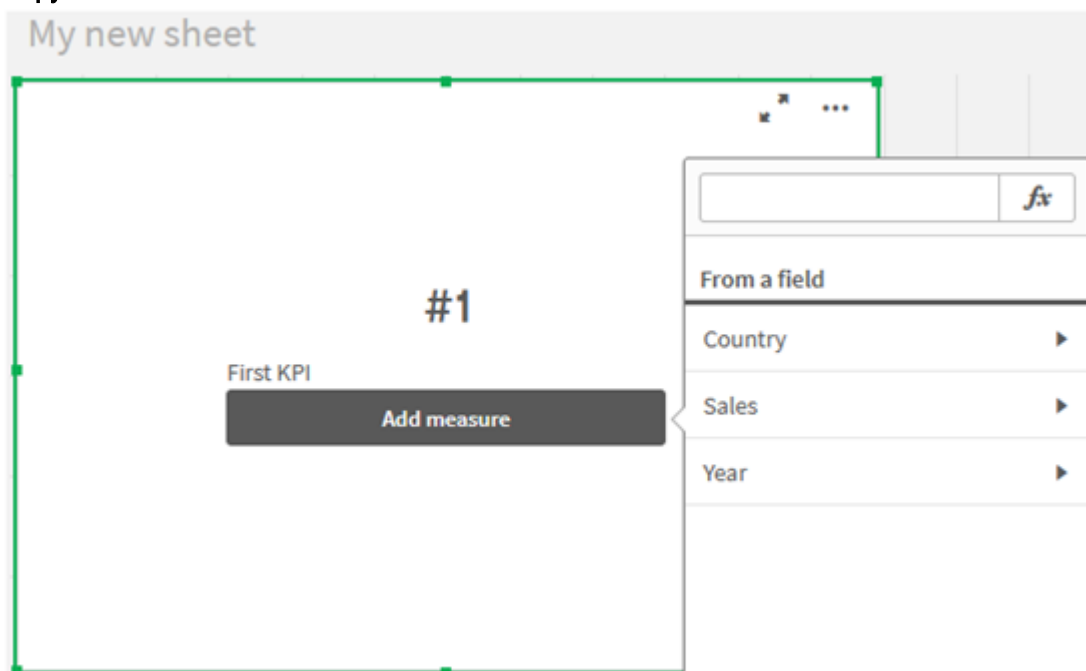 My new sheet
...
fx
From a field
#1
Country
First KPI
Add measure
Sales
Year